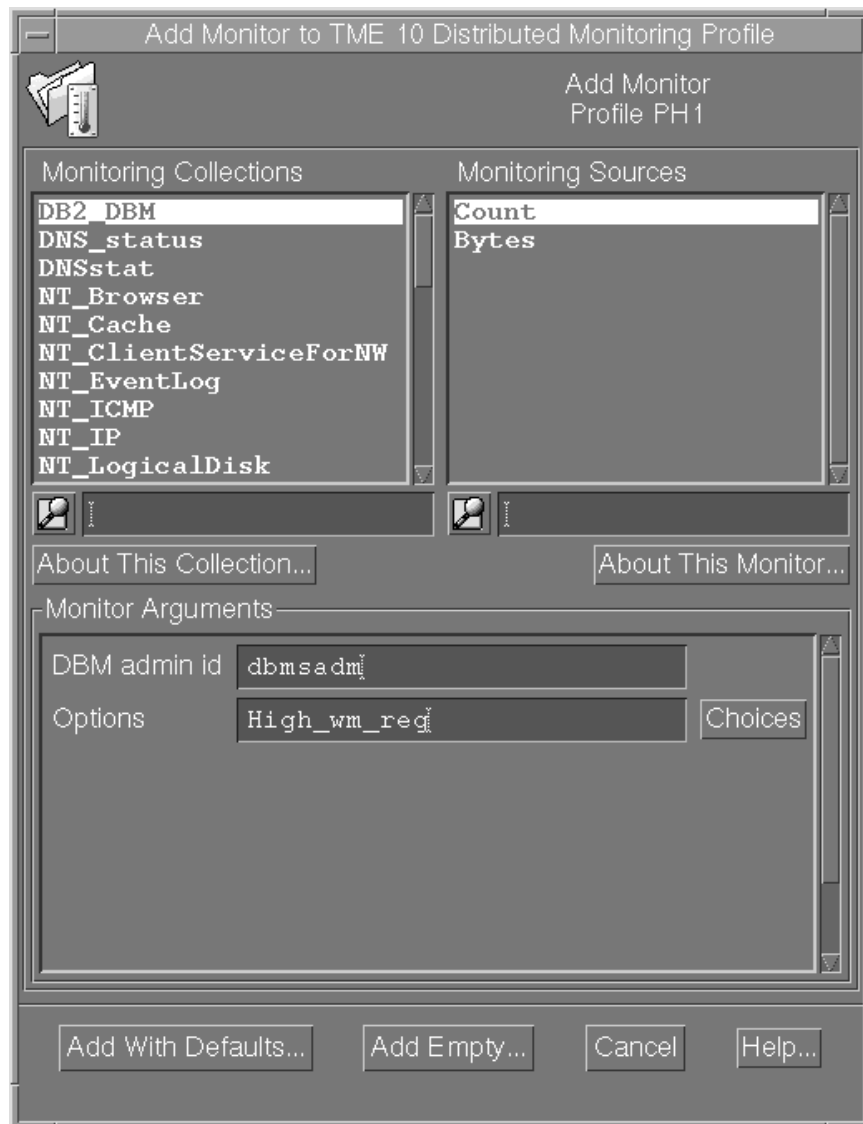 Add Monitor to TME 10 Distributed Monitoring Profile
Add Monitor
Profile PH1
Monitoring Collections
DB2_DBM
DNS_status
DNSstat
NT_Browser
NT_Cache
NT_ClientServiceForNW
NT_EventLog
NT_ICMP
NT_IP
NT_LogicalDisk
Monitoring Sources
Count
Bytes
About This Collection...
About This Monitor...
Monitor Arguments
DBM admin id dbmsadm
Options High_wm_req Choices
Add With Defaults... Add Empty... Cancel Help...